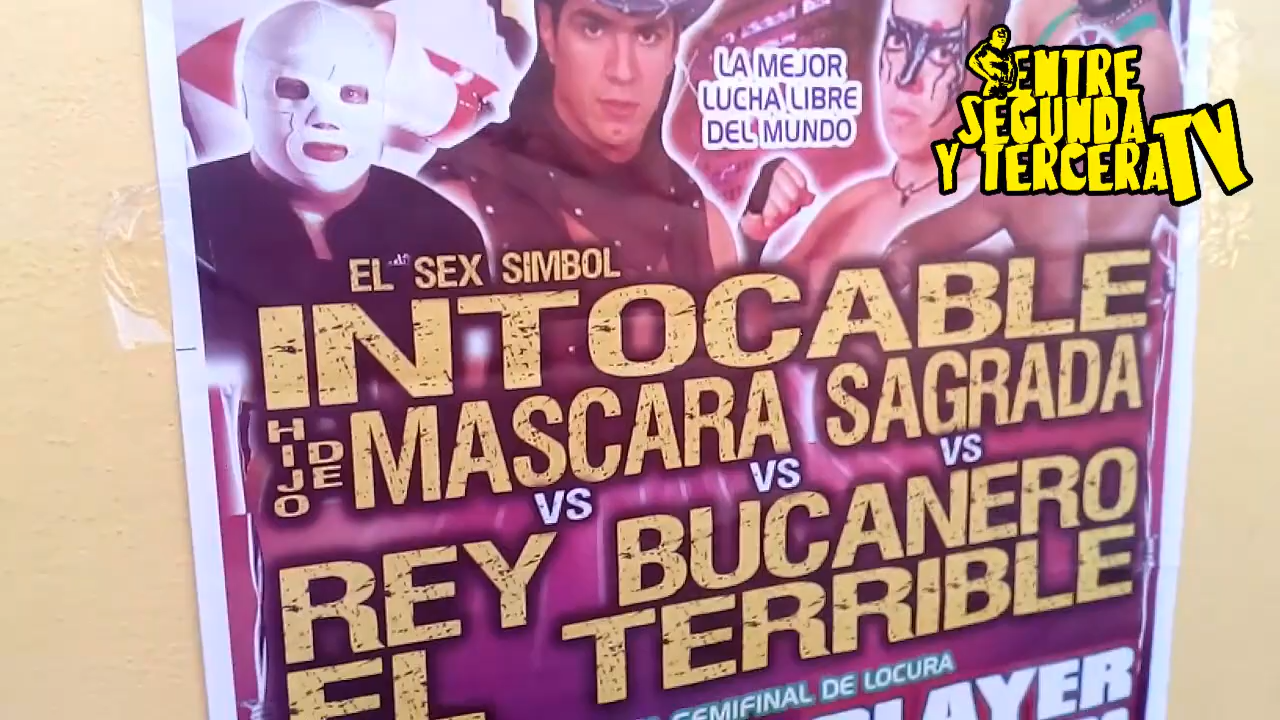 LA MEJOR
LUCHA LIBRE
DEL MUNDO
ENTRE
SEGUNDA
Y TERCERA TV
EL SEX SIMBOL
INTOCABLE
HIJO DE MASCARA SAGRADA
VS VS VS
REY BUCANERO
EL TERRIBLE
SEMIFINAL DE LOCURA
PLAYER